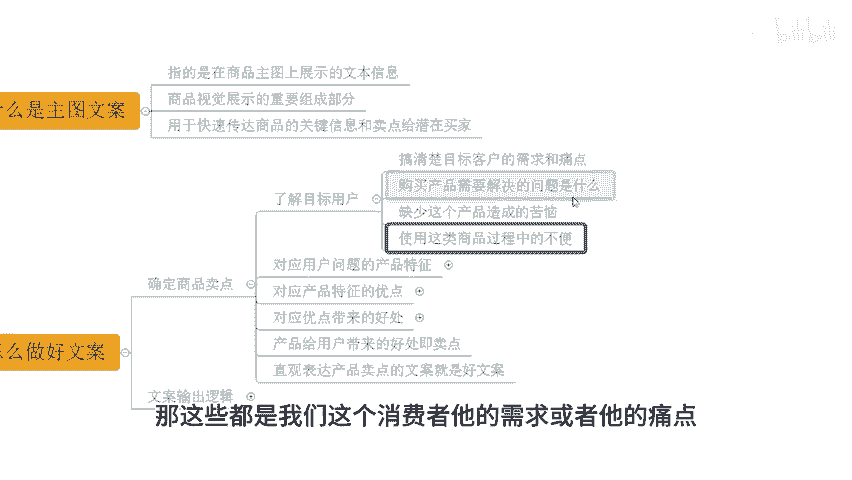 bilibili
指的是在商品主图上展示的文本信息
什么是主图文案
商品视觉展示的重要组成部分
用于快速传达商品的关键信息和卖点给潜在买家
搞清楚目标客户的需求和痛点
购买产品需要解决的问题是什么
了解目标用户
缺少这个产品造成的苦恼
使用这类商品过程中的不便
对应用户问题的产品特征
确定商品卖点
对应产品特征的优点
对应优点带来的好处
产品给用户带来的好处即卖点
怎么做好文案
直观表达产品卖点的文案就是好文案
文案输出逻辑
那这些都是我们这个消费者他的需求或者他的痛点